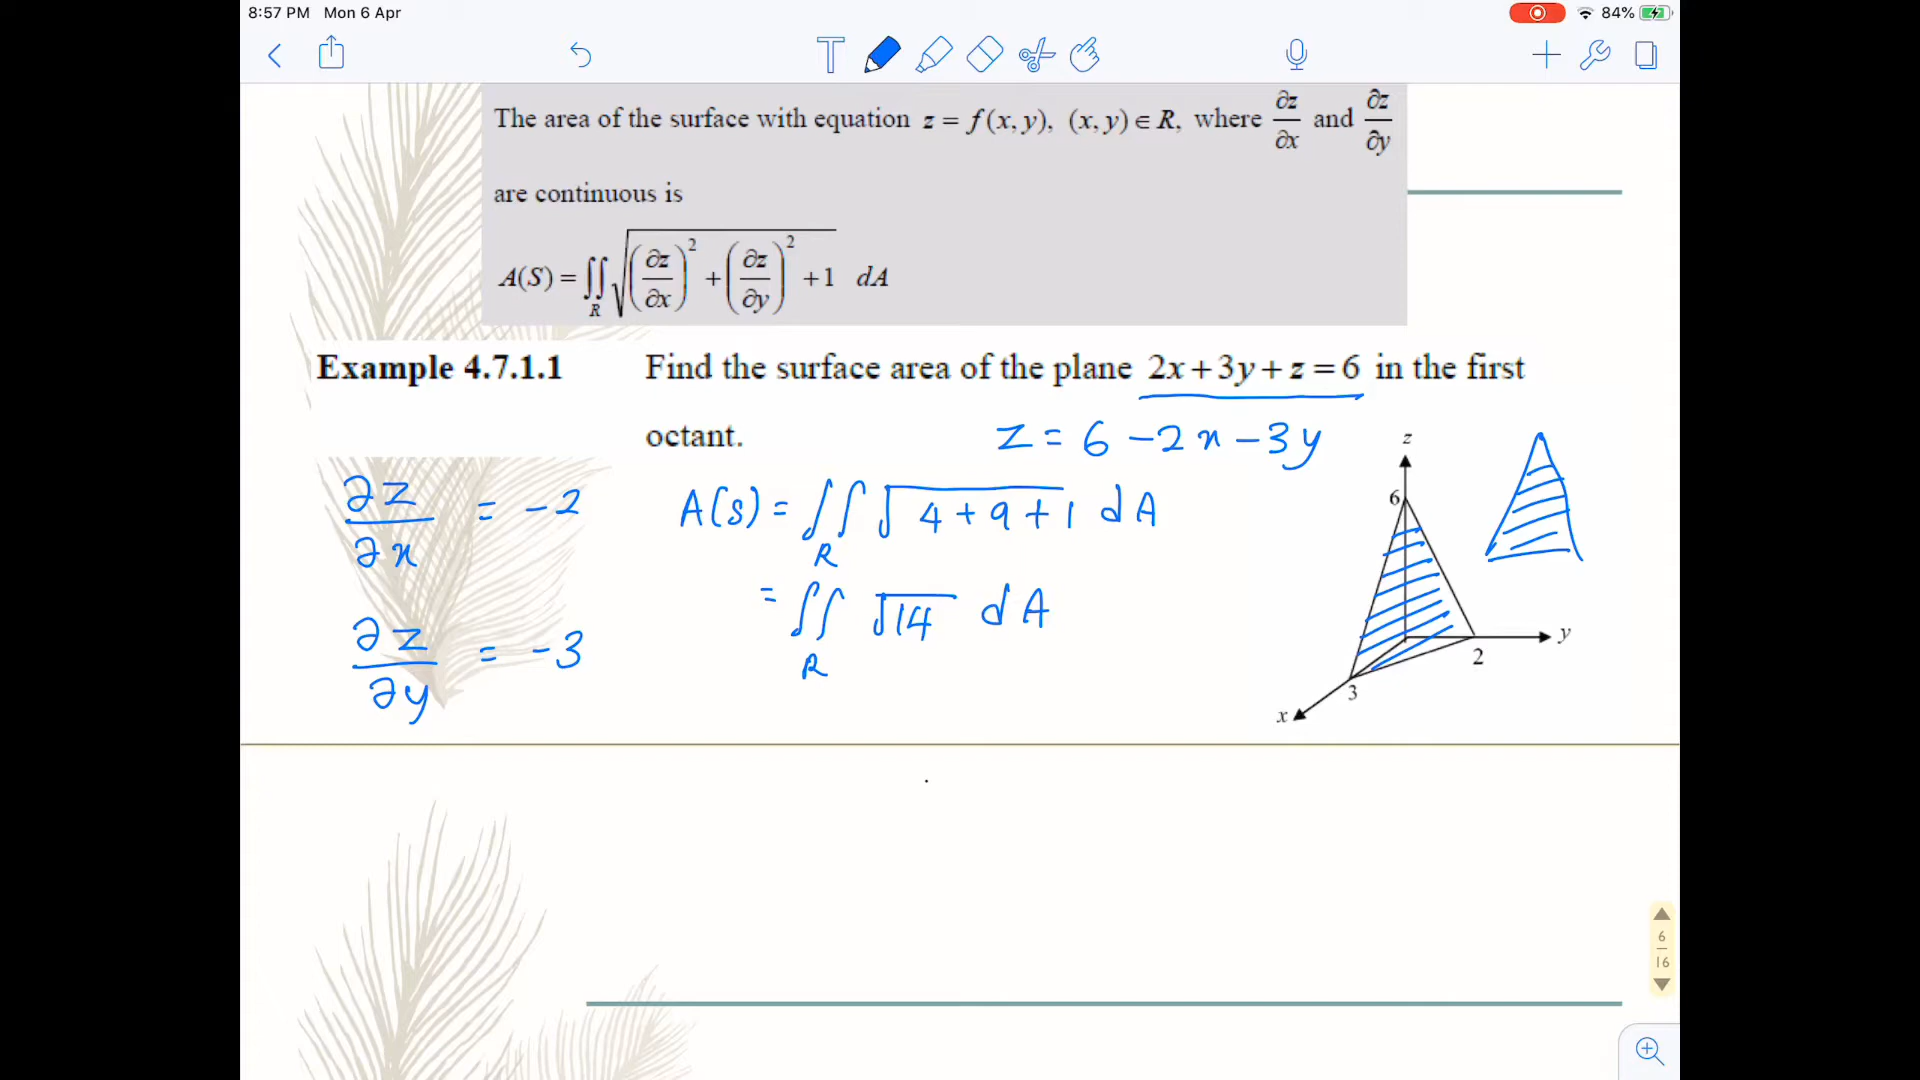 8:57 PM Mon 6 Apr 84%
The area of the surface with equation z = f(x, y), (x, y) ∈ R, where ∂z/∂x and ∂z/∂y
are continuous is
A(S) = ∬_R √((∂z/∂x)² + (∂z/∂y)² + 1) dA
Example 4.7.1.1 Find the surface area of the plane 2x + 3y + z = 6 in the first
octant.
z = 6 - 2x - 3y
∂z/∂x = -2
A(S) = ∬_R √(4 + 9 + 1) dA
= ∬_R √14 dA
∂z/∂y = -3
z
6
y
2
3
x
6
16